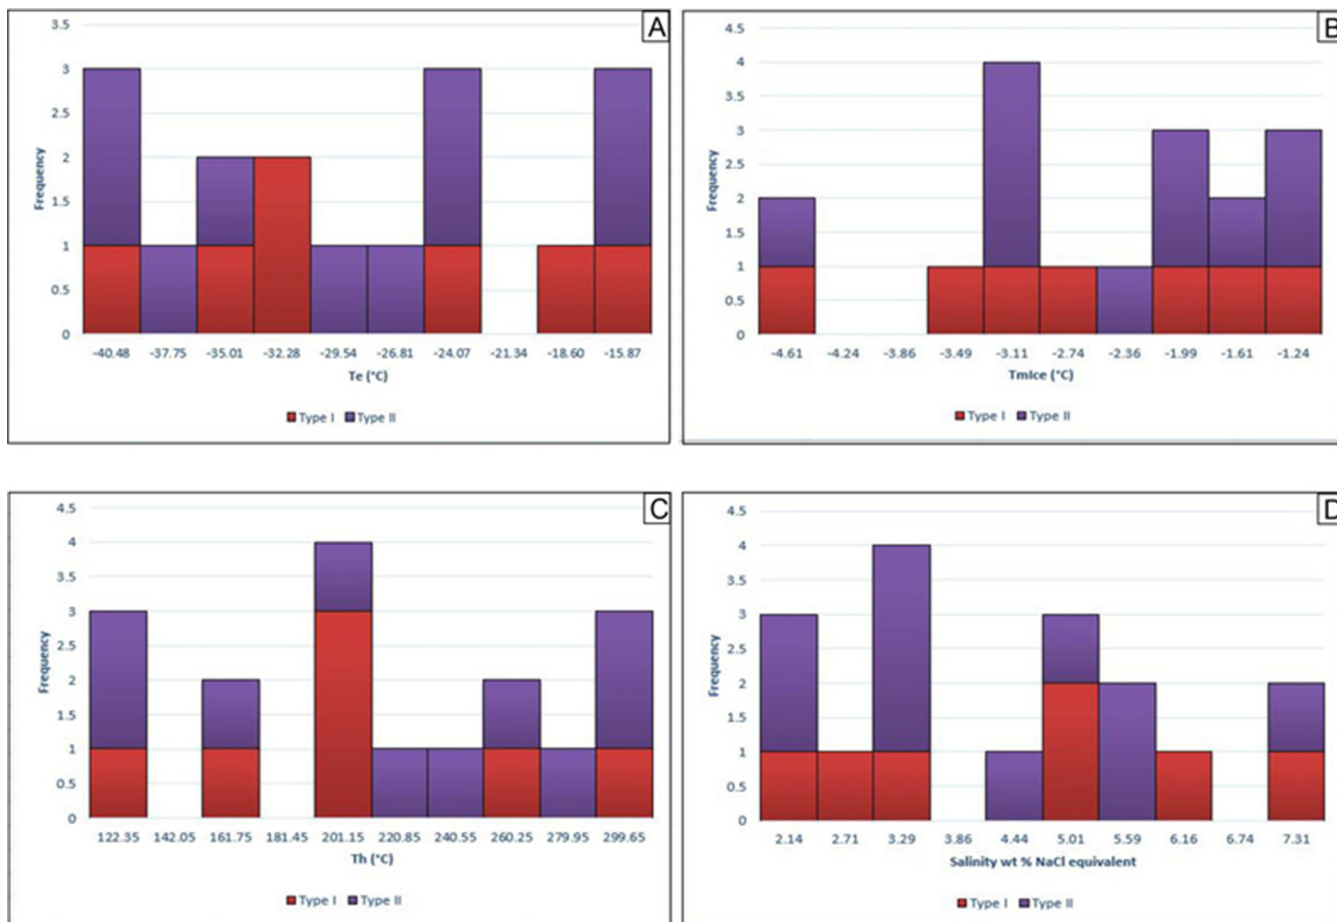 A
3.5
3
2.5
2
1.5
1
0.5
0
Frequency
-40.48 -37.75 -35.01 -32.28 -29.54 -26.81 -24.07 -21.34 -18.60 -15.87
Te (°C)
Type I Type II
B
4.5
4
3.5
3
2.5
2
1.5
1
0.5
0
Frequency
-4.61 -4.24 -3.86 -3.49 -3.11 -2.74 -2.36 -1.99 -1.61 -1.24
TmIce (°C)
Type I Type II
C
4.5
4
3.5
3
2.5
2
1.5
1
0.5
0
Frequency
122.35 142.05 161.75 181.45 201.15 220.85 240.55 260.25 279.95 299.65
Th (°C)
Type I Type II
D
4.5
4
3.5
3
2.5
2
1.5
1
0.5
0
Frequency
2.14 2.71 3.29 3.86 4.44 5.01 5.59 6.16 6.74 7.31
Salinity wt % NaCl equivalent
Type I Type II